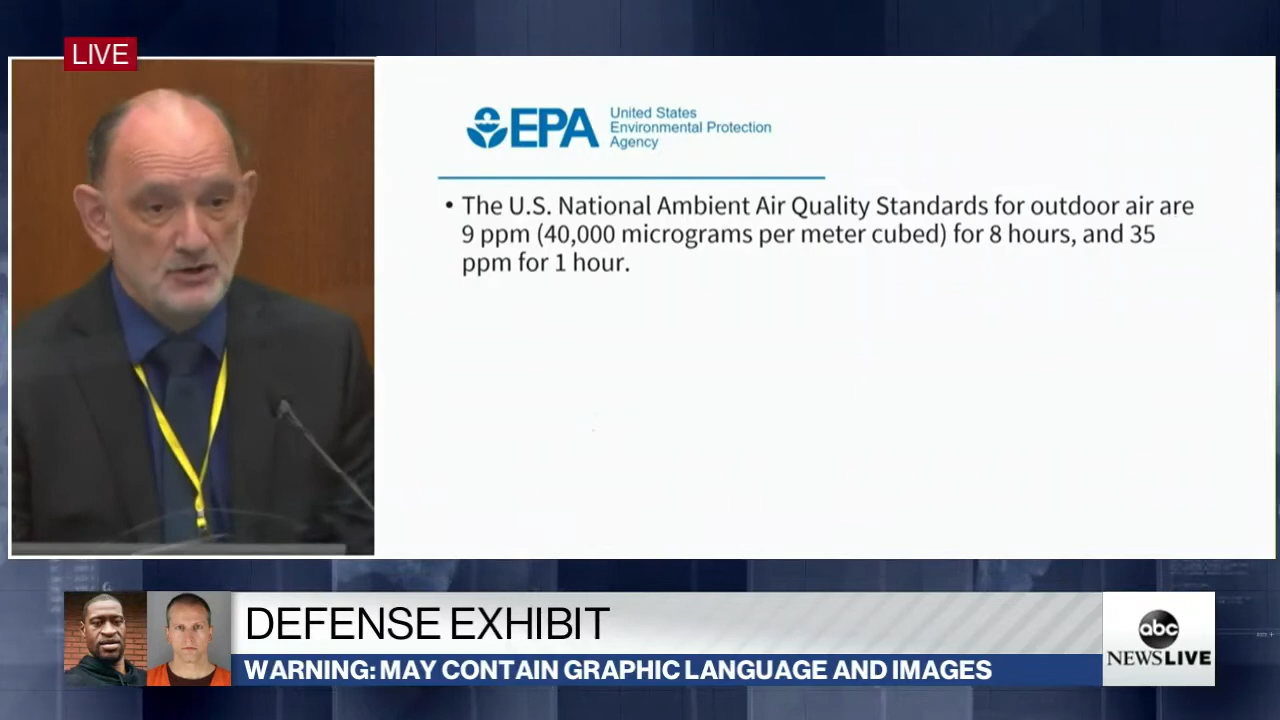 LIVE
EPA
United States
Environmental Protection
Agency
• The U.S. National Ambient Air Quality Standards for outdoor air are
9 ppm (40,000 micrograms per meter cubed) for 8 hours, and 35
ppm for 1 hour.
DEFENSE EXHIBIT
WARNING: MAY CONTAIN GRAPHIC LANGUAGE AND IMAGES
abc
NEWSLIVE